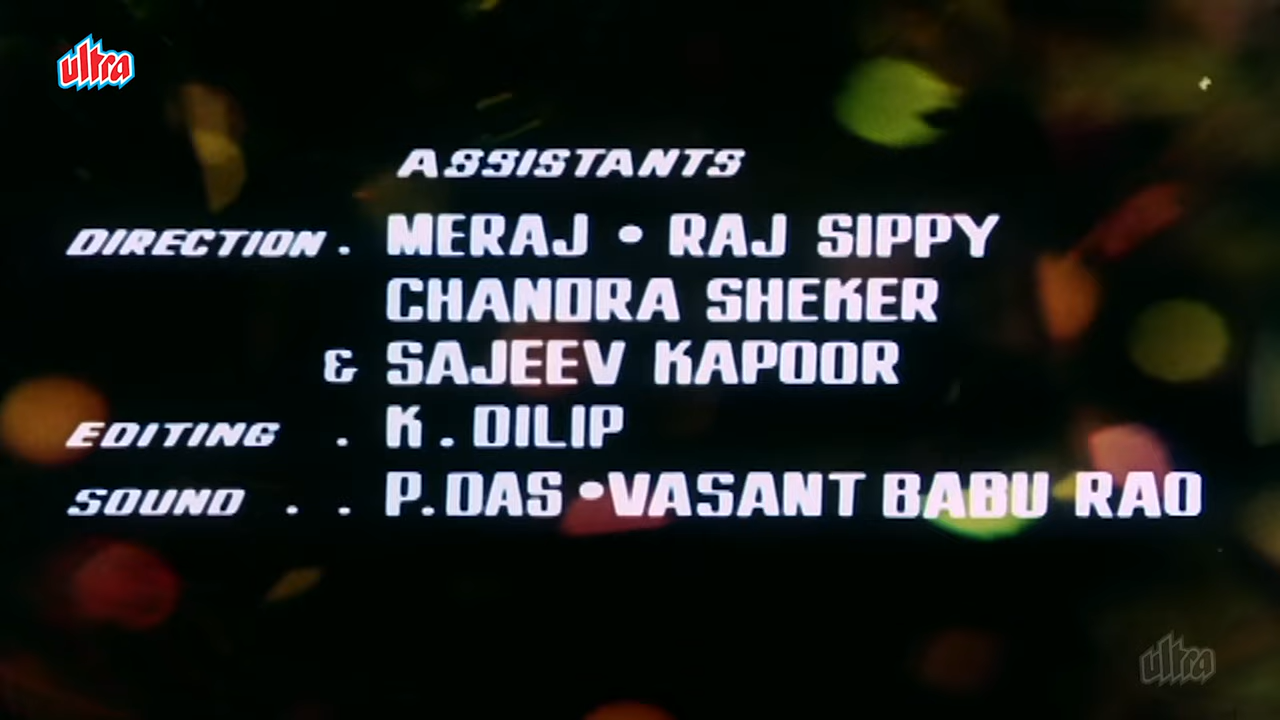 ultra
ASSISTANTS
DIRECTION . MERAJ • RAJ SIPPY
CHANDRA SHEKER
& SAJEEV KAPOOR
EDITING . K. DILIP
SOUND . . P. DAS • VASANT BABU RAO
ultra